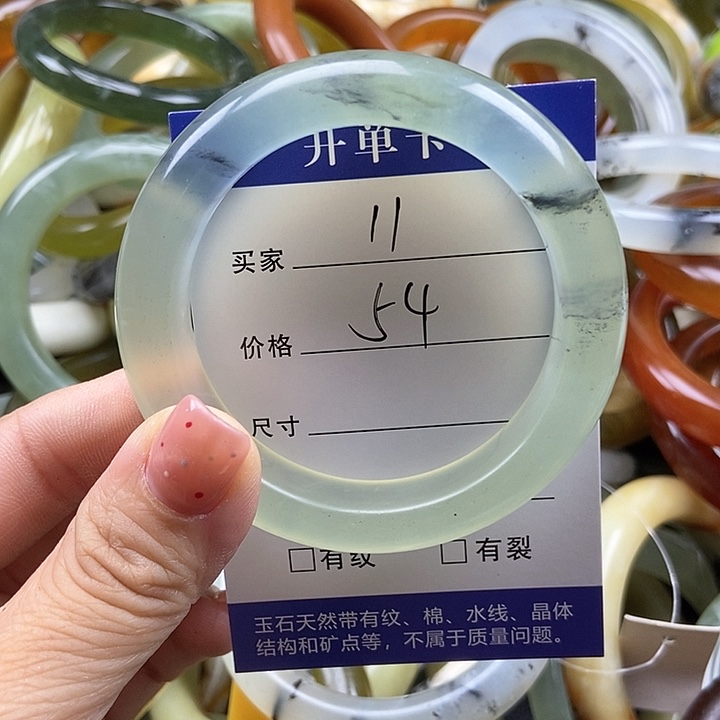 开单卡
买家 11
价格 54
尺寸
□有纹 □有裂
玉石天然带有纹、棉、水线、晶体
结构和矿点等，不属于质量问题。